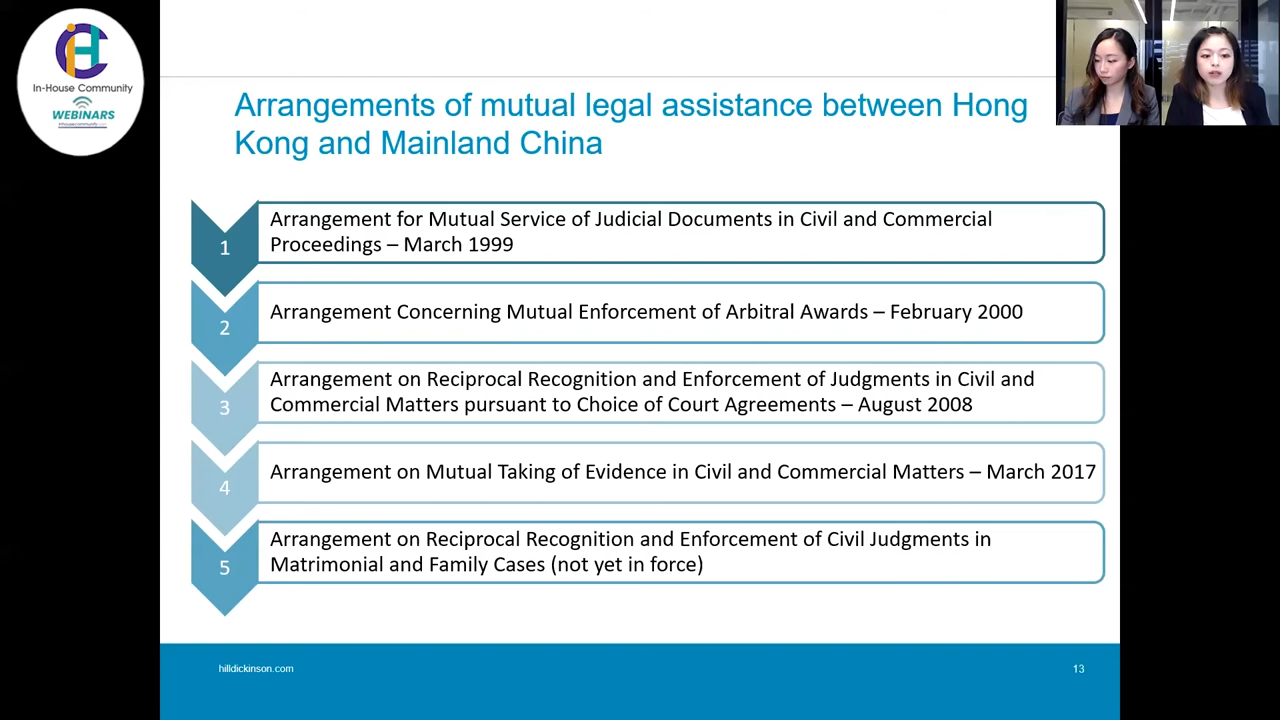 iHC
In-House Community
WEBINARS
inhousecommunity.com
Arrangements of mutual legal assistance between Hong
Kong and Mainland China
1
Arrangement for Mutual Service of Judicial Documents in Civil and Commercial
Proceedings – March 1999
2
Arrangement Concerning Mutual Enforcement of Arbitral Awards – February 2000
3
Arrangement on Reciprocal Recognition and Enforcement of Judgments in Civil and
Commercial Matters pursuant to Choice of Court Agreements – August 2008
4
Arrangement on Mutual Taking of Evidence in Civil and Commercial Matters – March 2017
5
Arrangement on Reciprocal Recognition and Enforcement of Civil Judgments in
Matrimonial and Family Cases (not yet in force)
hilldickinson.com
13